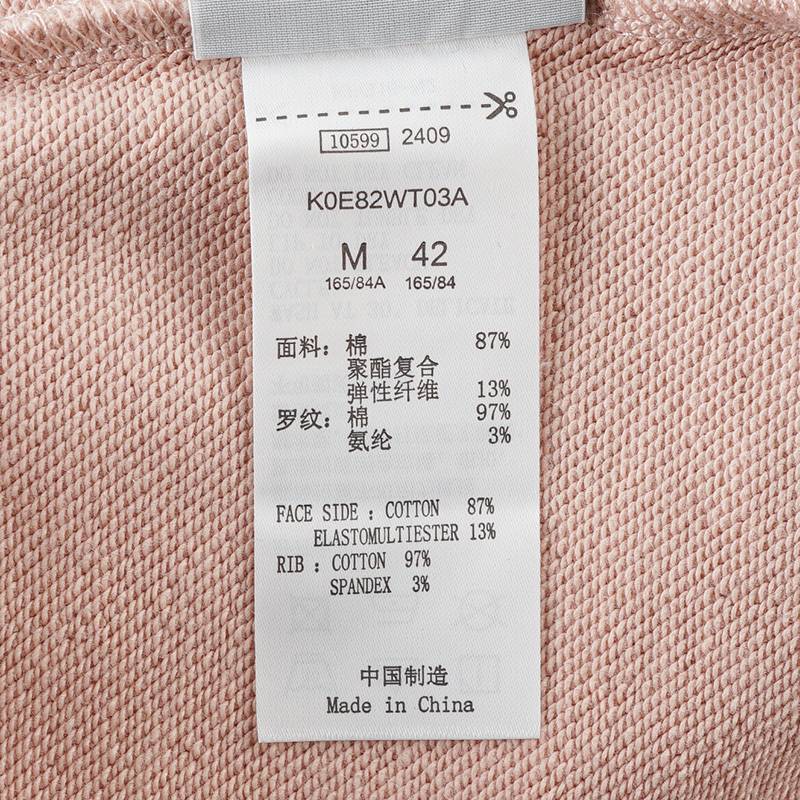 10599 2409
K0E82WT03A
M 42
165/84A 165/84
面料：棉 87%
聚酯复合
弹性纤维 13%
罗纹：棉 97%
氨纶 3%
FACE SIDE : COTTON 87%
ELASTOMULTIESTER 13%
RIB : COTTON 97%
SPANDEX 3%
中国制造
Made in China